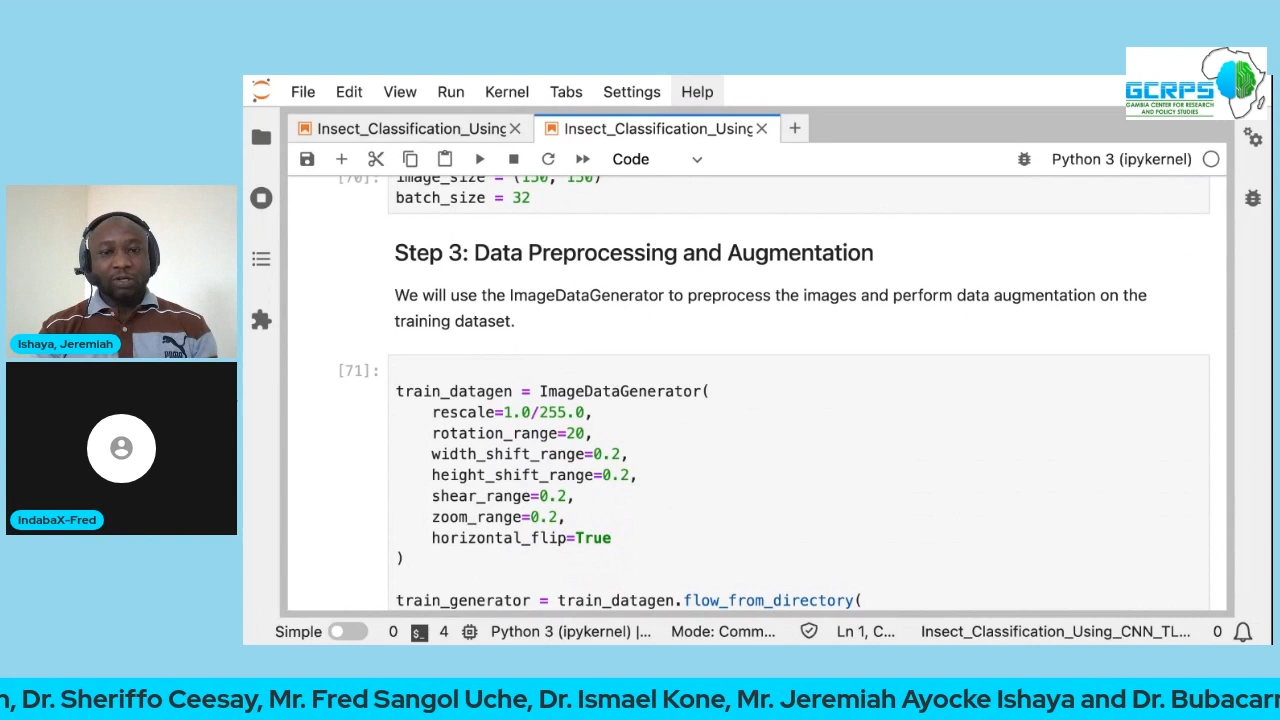 File Edit View Run Kernel Tabs Settings Help
GCRPS
GAMBIA CENTER FOR RESEARCH
AND POLICY STUDIES
Insect_Classification_Using
Insect_Classification_Using
Code
Python 3 (ipykernel)
[70]:
image_size = (150, 150)
batch_size = 32
Step 3: Data Preprocessing and Augmentation
We will use the ImageDataGenerator to preprocess the images and perform data augmentation on the
training dataset.
[71]:
train_datagen = ImageDataGenerator(
rescale=1.0/255.0,
rotation_range=20,
width_shift_range=0.2,
height_shift_range=0.2,
shear_range=0.2,
zoom_range=0.2,
horizontal_flip=True
)
train_generator = train_datagen.flow_from_directory(
Simple 0 $_ 4 Python 3 (ipykernel) |... Mode: Comm... Ln 1, C... Insect_Classification_Using_CNN_TL... 0
Ishaya, Jeremiah
IndabaX-Fred
n, Dr. Sheriffo Ceesay, Mr. Fred Sangol Uche, Dr. Ismael Kone, Mr. Jeremiah Ayocke Ishaya and Dr. Bubacarr